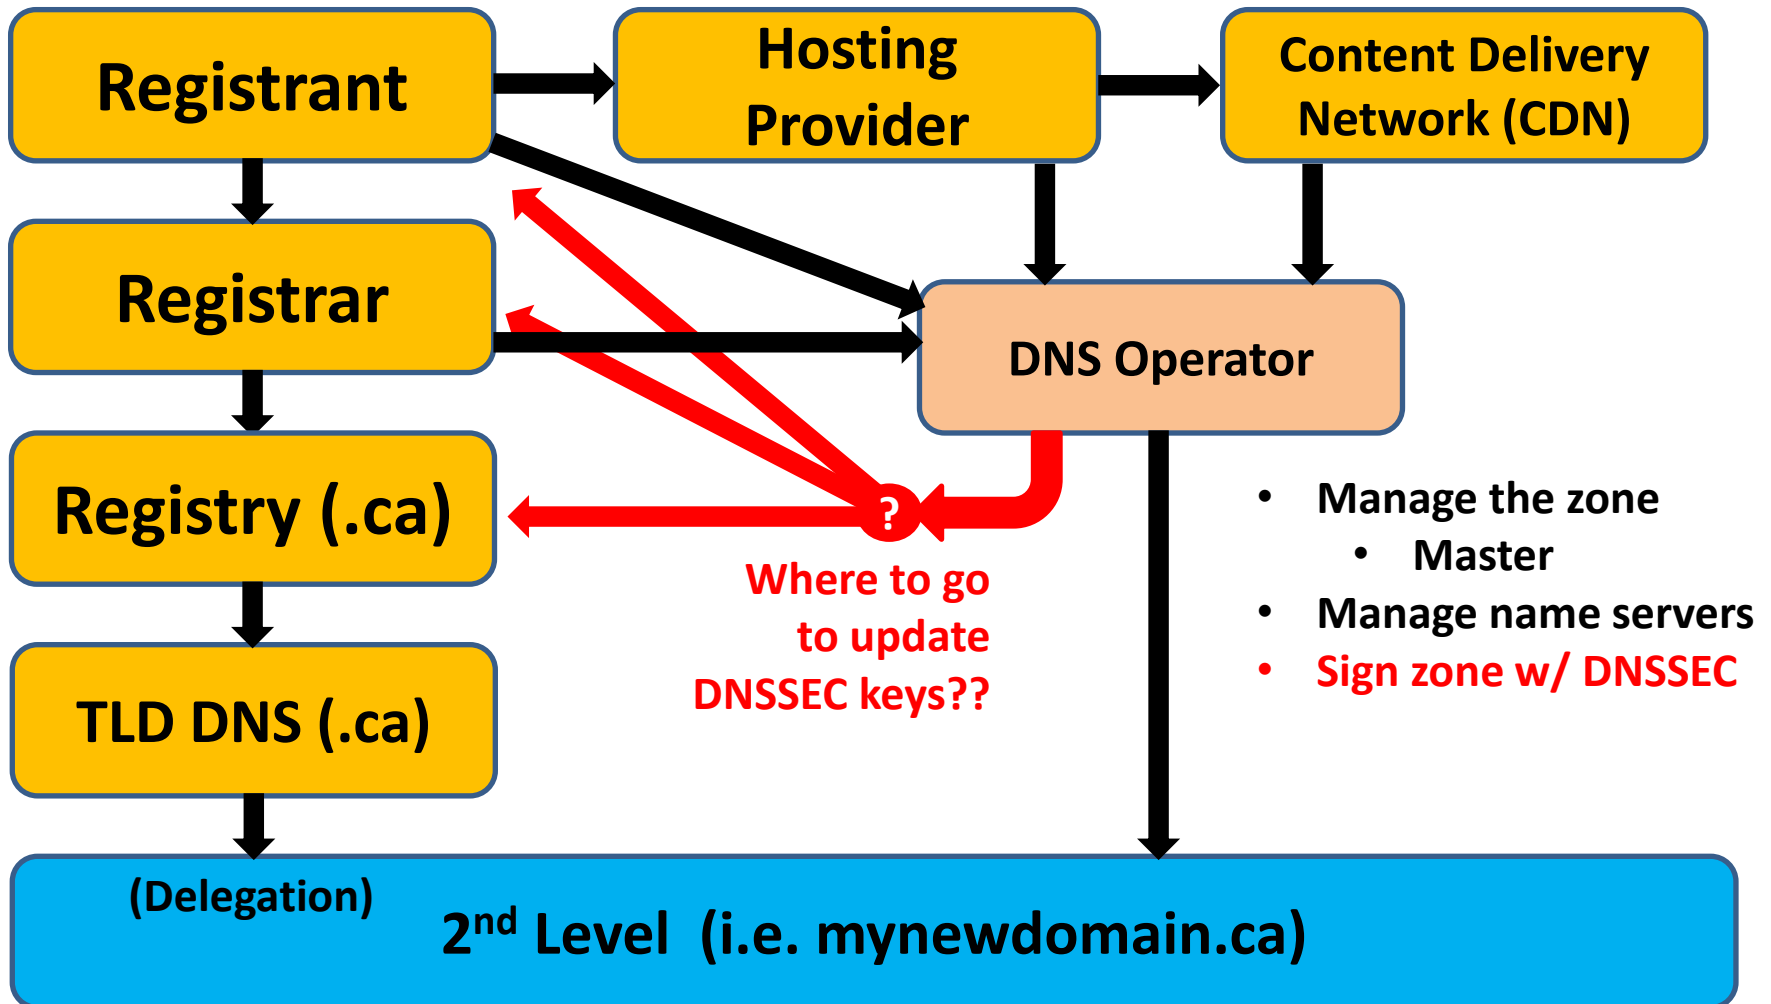 Registrant
Hosting
Provider
Content Delivery
Network (CDN)
Registrar
DNS Operator
Registry (.ca)
?
Where to go
to update
DNSSEC keys??
• Manage the zone
• Master
• Manage name servers
• Sign zone w/ DNSSEC
TLD DNS (.ca)
(Delegation)
2nd Level (i.e. mynewdomain.ca)